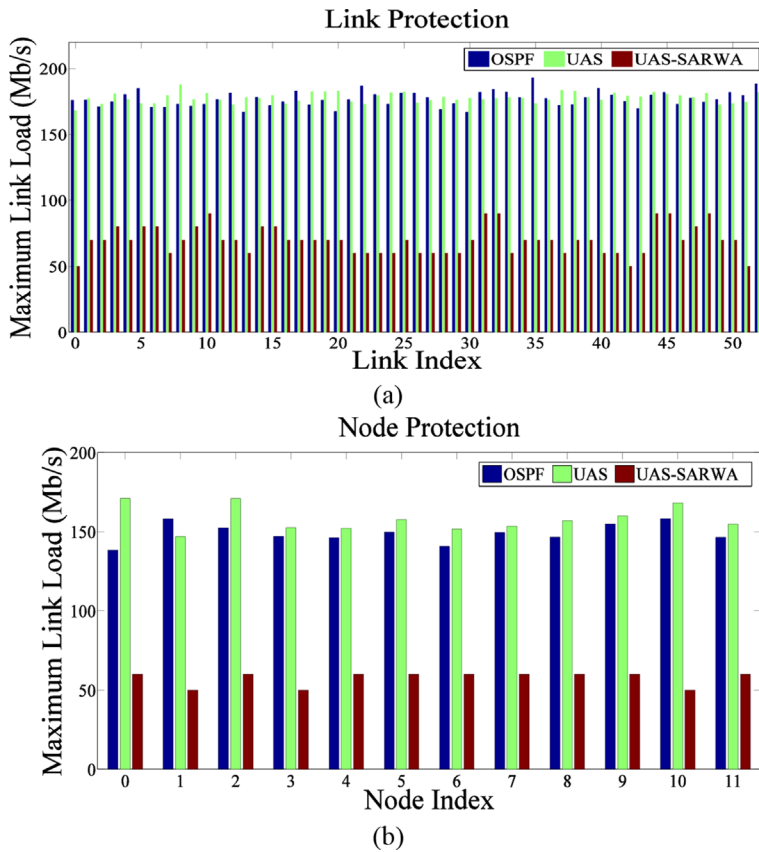 Link Protection
Maximum Link Load (Mb/s)
200
150
100
50
0
OSPF UAS UAS-SARWA
0 5 10 15 20 25 30 35 40 45 50
Link Index
(a)
Node Protection
Maximum Link Load (Mb/s)
200
150
100
50
0
OSPF UAS UAS-SARWA
0 1 2 3 4 5 6 7 8 9 10 11
Node Index
(b)